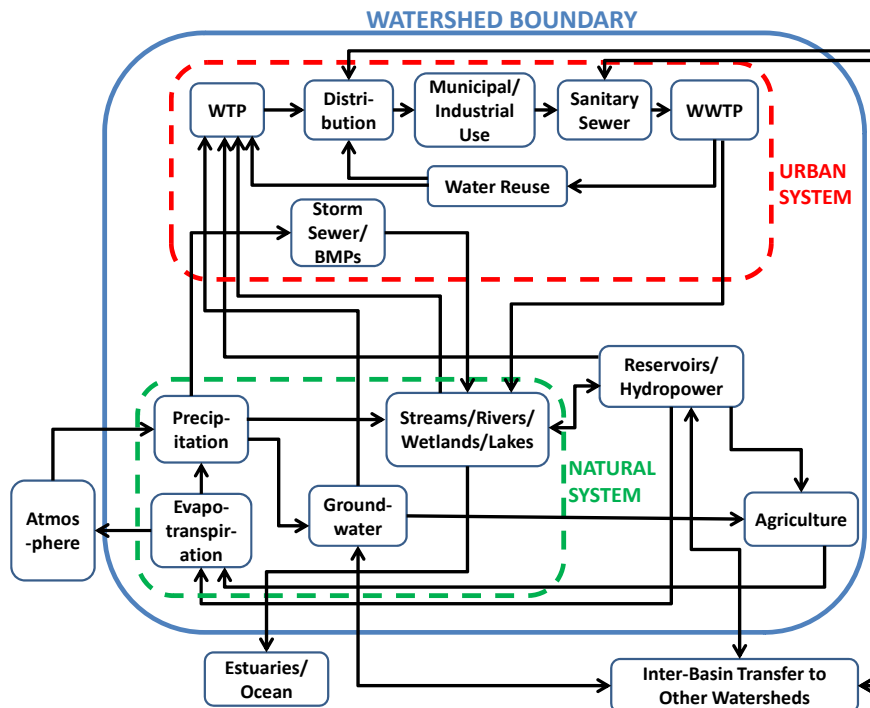 WATERSHED BOUNDARY
WTP
Distri-
bution
Municipal/
Industrial
Use
Sanitary
Sewer
WWTP
Water Reuse
URBAN
SYSTEM
Storm
Sewer/
BMPs
Reservoirs/
Hydropower
Precip-
itation
Streams/Rivers/
Wetlands/Lakes
NATURAL
SYSTEM
Atmos
-phere
Evapo-
transpir-
ation
Ground-
water
Agriculture
Estuaries/
Ocean
Inter-Basin Transfer to
Other Watersheds